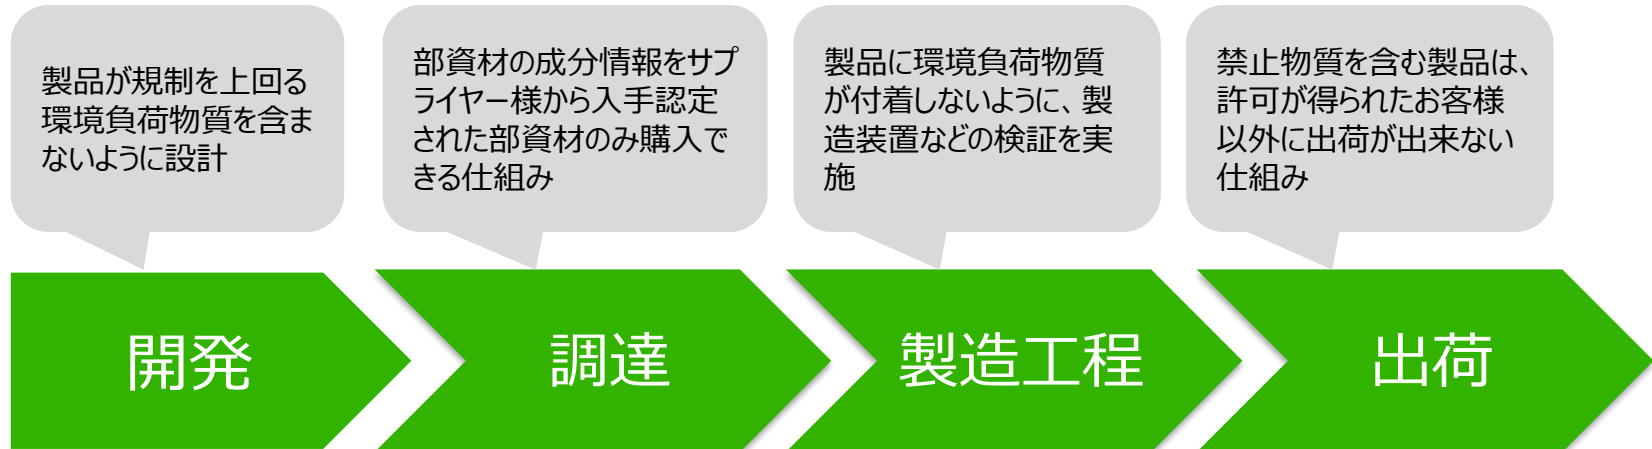 製品が規制を上回る
環境負荷物質を含ま
ないように設計
部資材の成分情報をサプ
ライヤー様から入手認定
された部資材のみ購入で
きる仕組み
製品に環境負荷物質
が付着しないように、製
造装置などの検証を実
施
禁止物質を含む製品は、
許可が得られたお客様
以外に出荷が出来ない
仕組み
開発
調達
製造工程
出荷